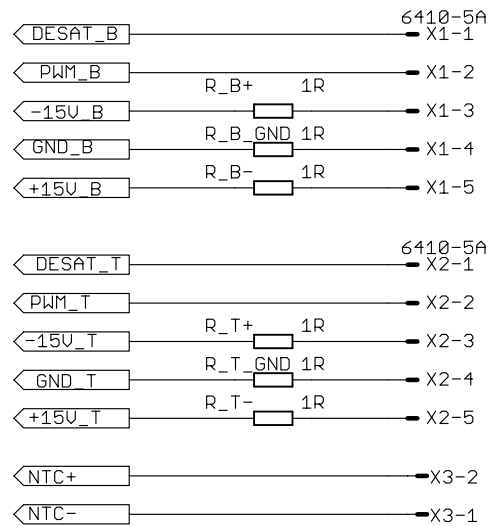 6410-5A
DESAT_B X1-1
PWM_B X1-2
R_B+ 1R
-15V_B X1-3
R_B_GND 1R
GND_B X1-4
R_B- 1R
+15V_B X1-5
6410-5A
DESAT_T X2-1
PWM_T X2-2
R_T+ 1R
-15V_T X2-3
R_T_GND 1R
GND_T X2-4
R_T- 1R
+15V_T X2-5
NTC+ X3-2
NTC- X3-1